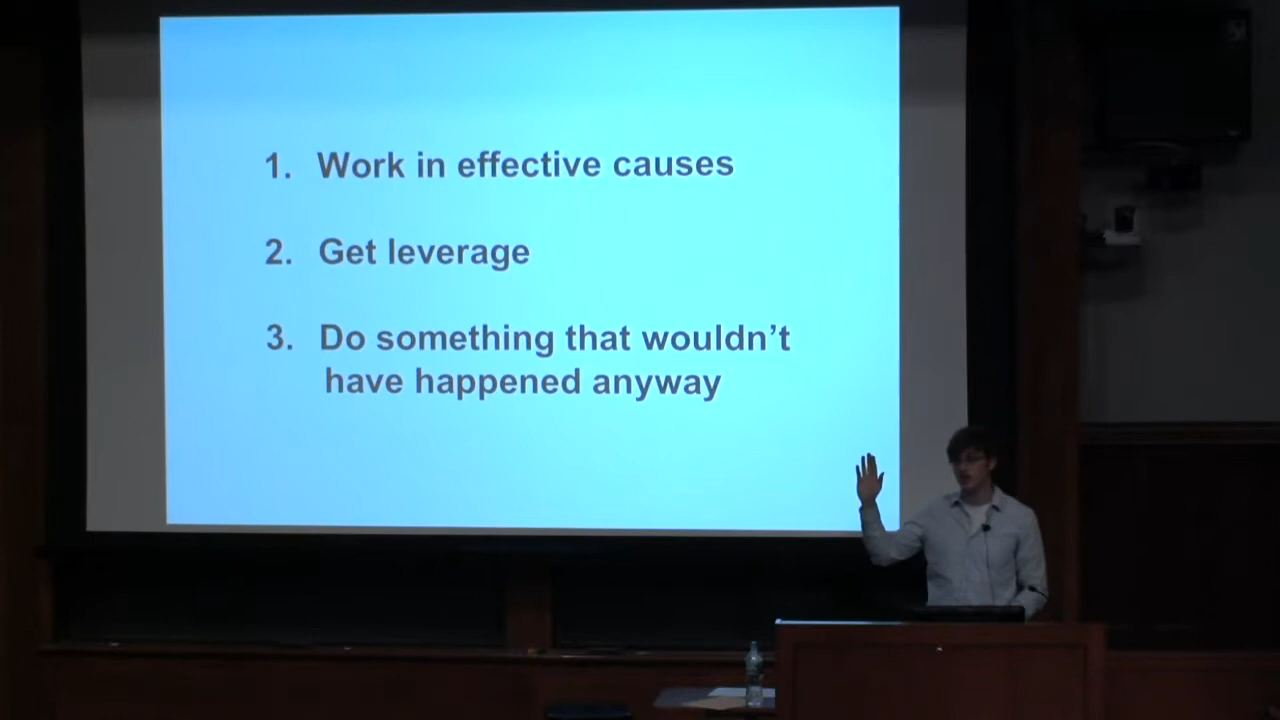 1. Work in effective causes
2. Get leverage
3. Do something that wouldn’t
have happened anyway